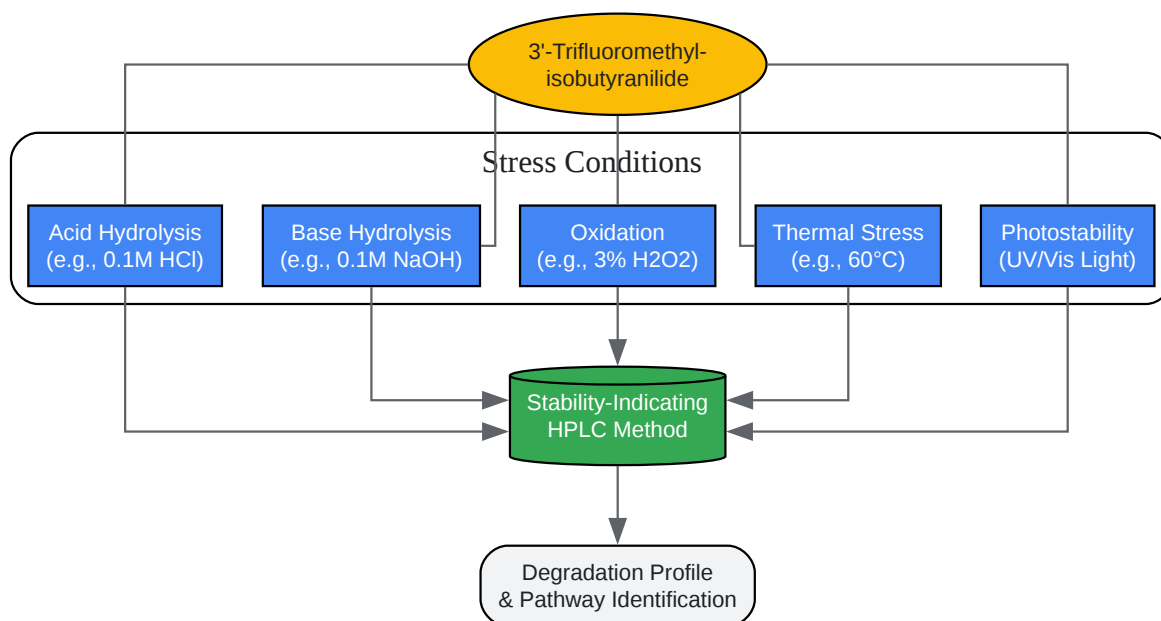 3'-Trifluoromethyl-
isobutyranilide
Stress Conditions
Acid Hydrolysis
(e.g., 0.1M HCl)
Base Hydrolysis
(e.g., 0.1M NaOH)
Oxidation
(e.g., 3% H2O2)
Thermal Stress
(e.g., 60°C)
Photostability
(UV/Vis Light)
Stability-Indicating
HPLC Method
Degradation Profile
& Pathway Identification